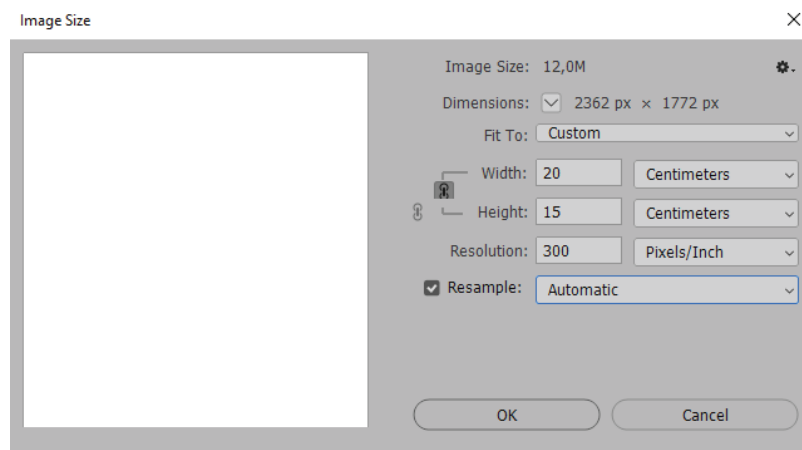 Image Size
Image Size: 12,0M
Dimensions: 2362 px × 1772 px
Fit To: Custom
Width: 20 Centimeters
Height: 15 Centimeters
Resolution: 300 Pixels/Inch
Resample: Automatic
OK Cancel